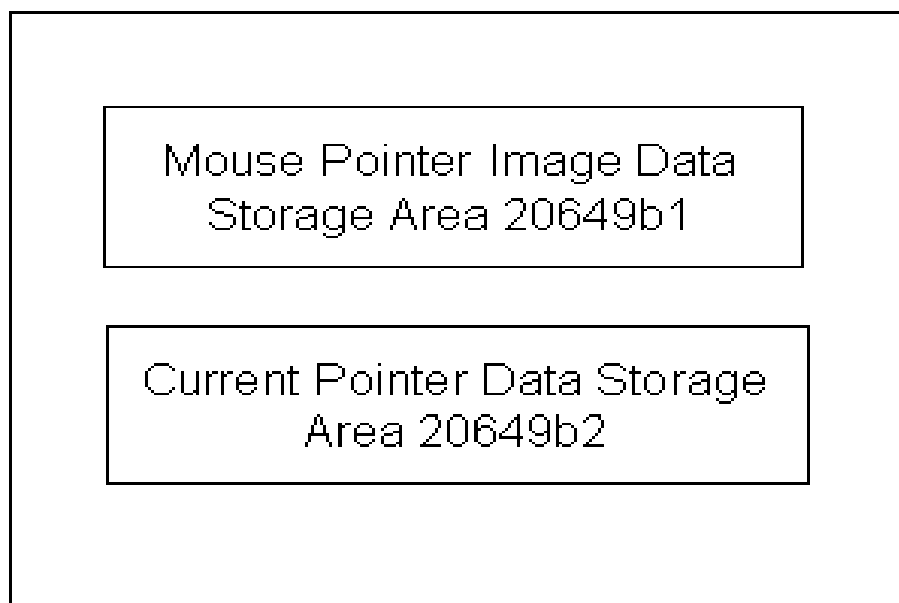 Mouse Pointer Image Data
Storage Area 20649b1
Current Pointer Data Storage
Area 20649b2